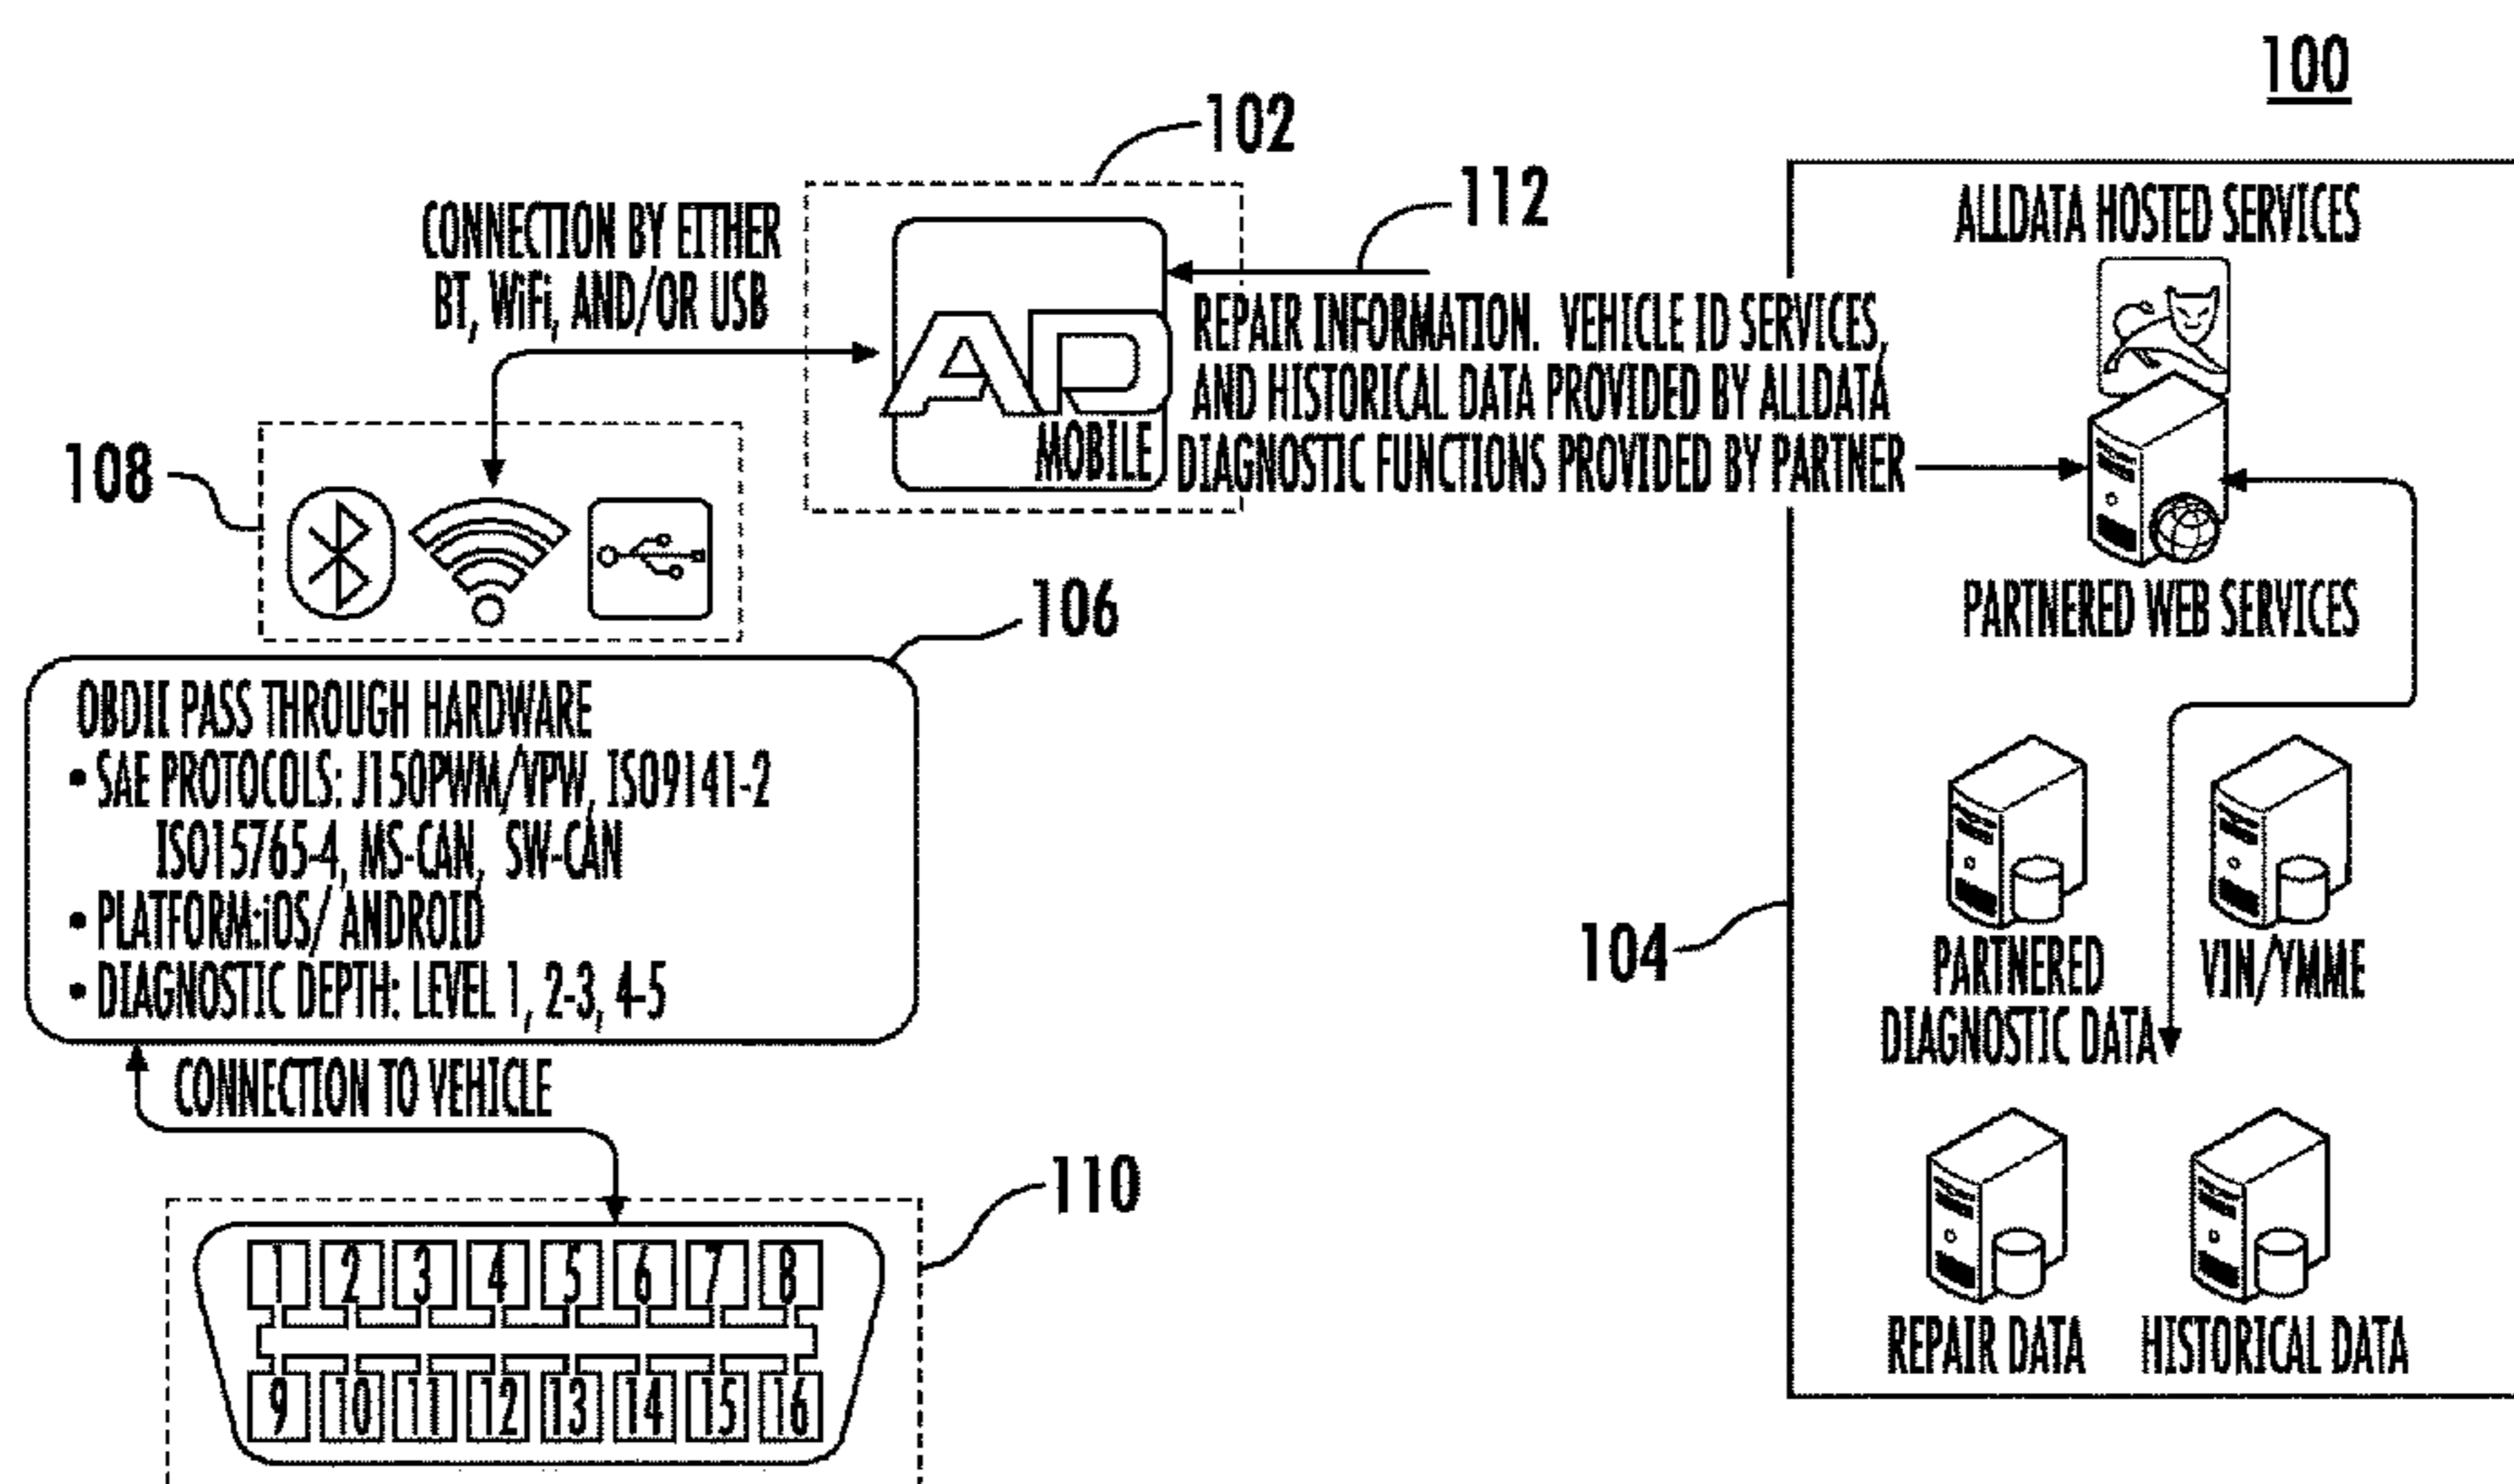 100
102
112
CONNECTION BY EITHER
BT, WiFi, AND/OR USB
AD
MOBILE
REPAIR INFORMATION. VEHICLE ID SERVICES,
AND HISTORICAL DATA PROVIDED BY ALLDATA
DIAGNOSTIC FUNCTIONS PROVIDED BY PARTNER
ALLDATA HOSTED SERVICES
PARTNERED WEB SERVICES
108
106
OBDII PASS THROUGH HARDWARE
• SAE PROTOCOLS: J150PWM/VPW, ISO9141-2
ISO15765-4, MS-CAN, SW-CAN
• PLATFORM:iOS/ ANDROID
• DIAGNOSTIC DEPTH: LEVEL 1, 2-3, 4-5
CONNECTION TO VEHICLE
104
PARTNERED
DIAGNOSTIC DATA
VIN/YMME
REPAIR DATA
HISTORICAL DATA
110
1 2 3 4 5 6 7 8
9 10 11 12 13 14 15 16